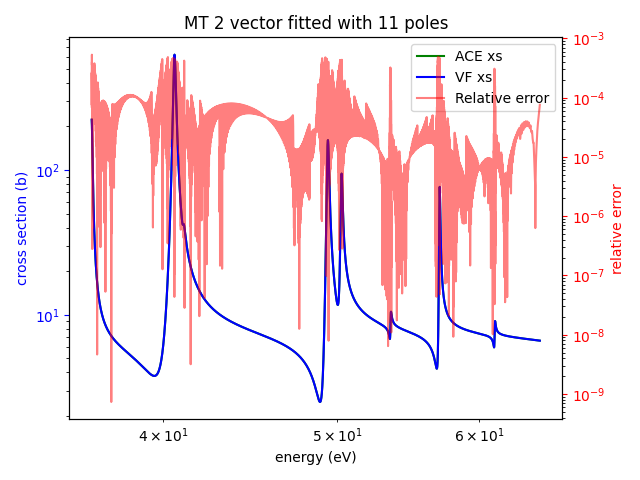 MT 2 vector fitted with 11 poles
ACE xs
VF xs
Relative error
cross section (b)
10²
10¹
10⁻³
10⁻⁴
10⁻⁵
10⁻⁶
10⁻⁷
10⁻⁸
10⁻⁹
relative error
4 × 10¹
5 × 10¹
6 × 10¹
energy (eV)